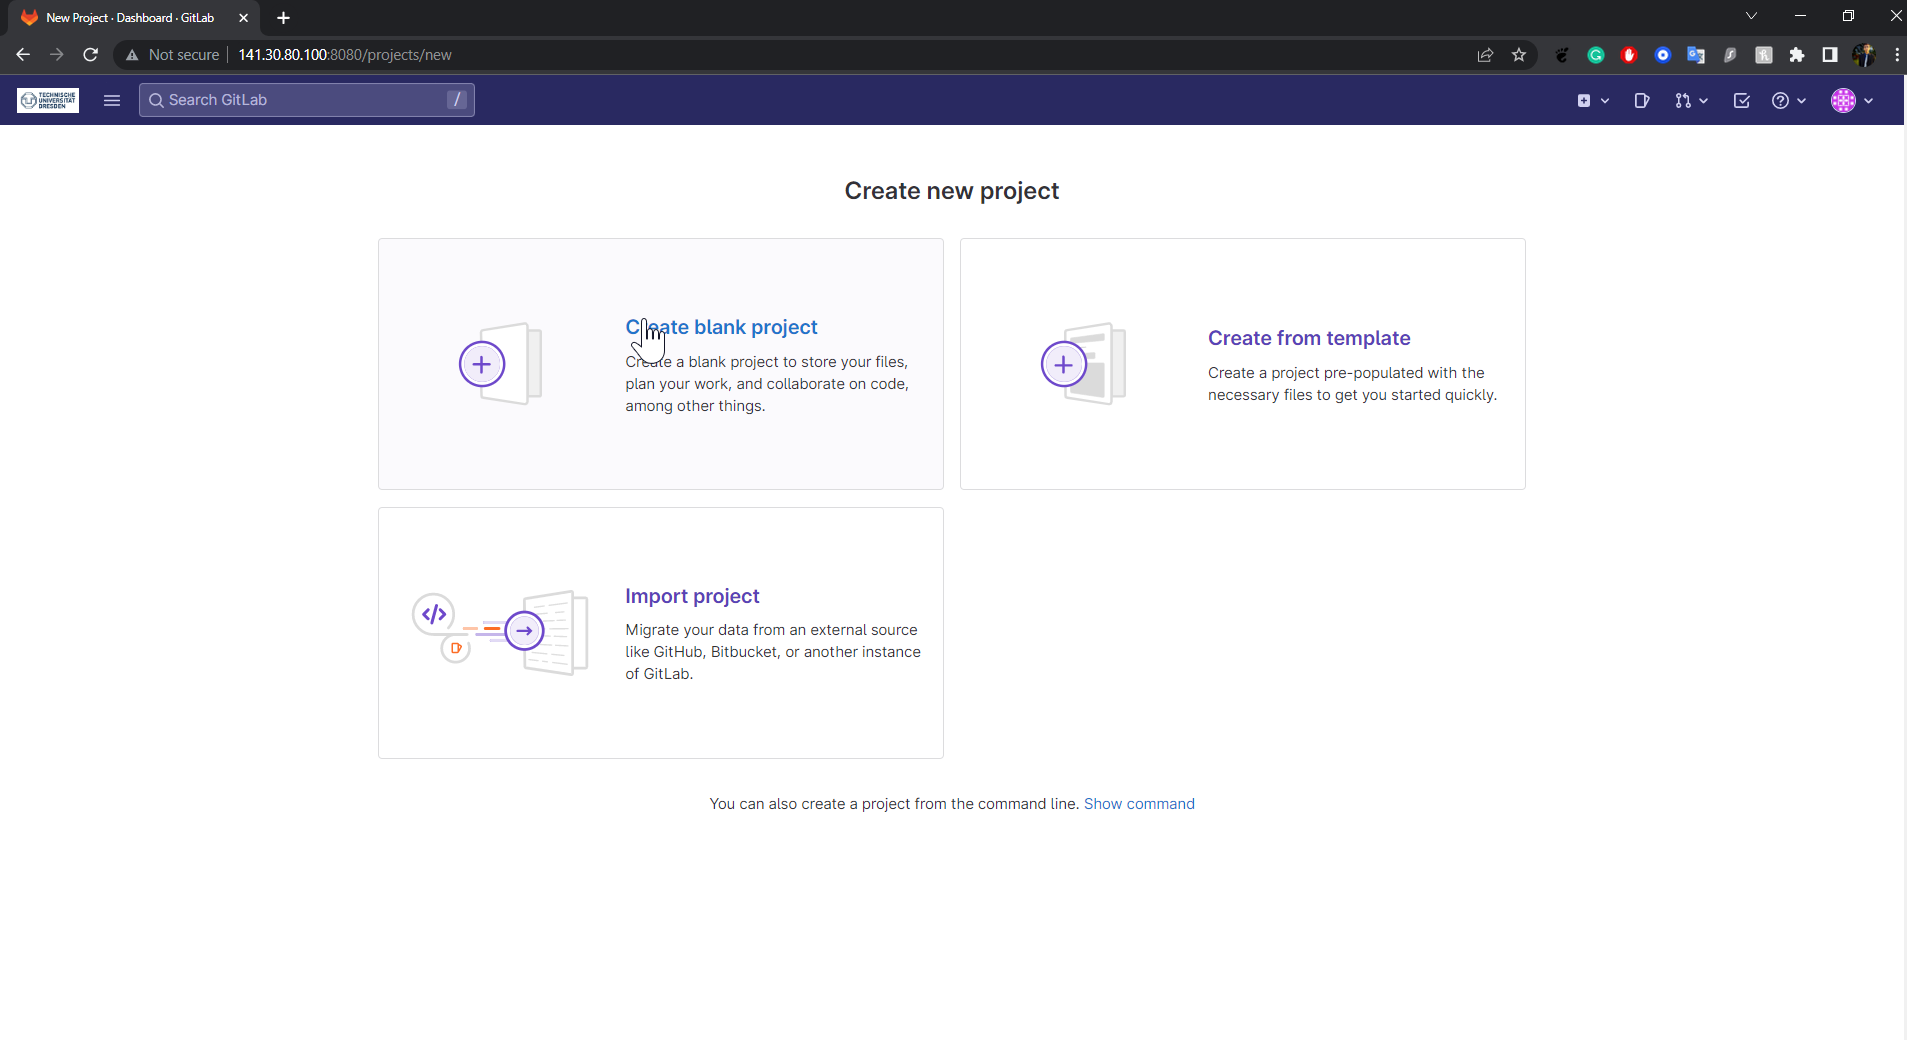 New Project · Dashboard · GitLab
Not secure
141.30.80.100:8080/projects/new
TECHNISCHE
UNIVERSITÄT
DRESDEN
Search GitLab
/
Create new project
Create blank project
Create a blank project to store your files,
plan your work, and collaborate on code,
among other things.
Create from template
Create a project pre-populated with the
necessary files to get you started quickly.
Import project
Migrate your data from an external source
like GitHub, Bitbucket, or another instance
of GitLab.
You can also create a project from the command line. Show command